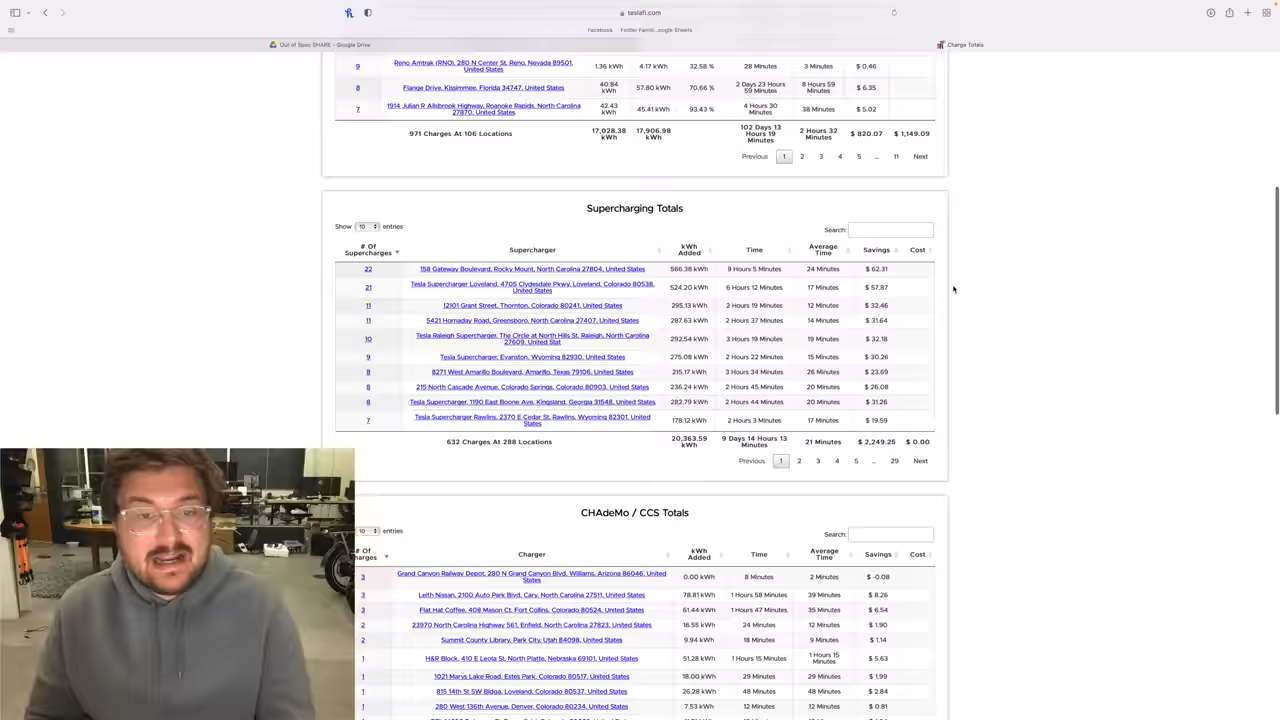 teslafi.com
Facebook Foster Famil...oogle Sheets
Out of Spec SHARE - Google Drive
Charge Totals
9 Reno Amtrak (RNO), 280 N Center St, Reno, Nevada 89501, United States 1.36 kWh 4.17 kWh 32.58 % 28 Minutes 3 Minutes $ 0.46
8 Flange Drive, Kissimmee, Florida 34747, United States 40.84 kWh 57.80 kWh 70.66 % 2 Days 23 Hours 59 Minutes 8 Hours 59 Minutes $ 6.35
7 1914 Julian R Allsbrook Highway, Roanoke Rapids, North Carolina 27870, United States 42.43 kWh 45.41 kWh 93.43 % 4 Hours 30 Minutes 38 Minutes $ 5.02
971 Charges At 106 Locations 17,028.38 kWh 17,906.98 kWh 102 Days 13 Hours 19 Minutes 2 Hours 32 Minutes $ 820.07 $ 1,149.09
Previous 1 2 3 4 5 ... 11 Next
Supercharging Totals
Show 10 entries Search:
# Of Supercharges Supercharger kWh Added Time Average Time Savings Cost
22 158 Gateway Boulevard, Rocky Mount, North Carolina 27804, United States 566.38 kWh 9 Hours 5 Minutes 24 Minutes $ 62.31
21 Tesla Supercharger Loveland, 4705 Clydesdale Pkwy, Loveland, Colorado 80538, United States 524.20 kWh 6 Hours 12 Minutes 17 Minutes $ 57.87
11 12101 Grant Street, Thornton, Colorado 80241, United States 295.13 kWh 2 Hours 19 Minutes 12 Minutes $ 32.46
11 5421 Hornaday Road, Greensboro, North Carolina 27407, United States 287.63 kWh 2 Hours 37 Minutes 14 Minutes $ 31.64
10 Tesla Raleigh Supercharger, The Circle at North Hills St, Raleigh, North Carolina 27609, United Stat 292.54 kWh 3 Hours 19 Minutes 19 Minutes $ 32.18
9 Tesla Supercharger, Evanston, Wyoming 82930, United States 275.08 kWh 2 Hours 22 Minutes 15 Minutes $ 30.26
8 8271 West Amarillo Boulevard, Amarillo, Texas 79106, United States 215.17 kWh 3 Hours 34 Minutes 26 Minutes $ 23.69
8 215 North Cascade Avenue, Colorado Springs, Colorado 80903, United States 236.24 kWh 2 Hours 45 Minutes 20 Minutes $ 26.08
8 Tesla Supercharger, 1190 East Boone Ave, Kingsland, Georgia 31548, United States 282.79 kWh 2 Hours 44 Minutes 20 Minutes $ 31.26
7 Tesla Supercharger Rawlins, 2370 E Cedar St, Rawlins, Wyoming 82301, United States 178.12 kWh 2 Hours 3 Minutes 17 Minutes $ 19.59
632 Charges At 288 Locations 20,363.59 kWh 9 Days 14 Hours 13 Minutes 21 Minutes $ 2,249.25 $ 0.00
Previous 1 2 3 4 5 ... 29 Next
CHAdeMo / CCS Totals
10 entries Search:
# Of harges Charger kWh Added Time Average Time Savings Cost
3 Grand Canyon Railway Depot, 280 N Grand Canyon Blvd, Williams, Arizona 86046, United States 0.00 kWh 8 Minutes 2 Minutes $ -0.08
3 Leith Nissan, 2100 Auto Park Blvd, Cary, North Carolina 27511, United States 78.81 kWh 1 Hours 58 Minutes 39 Minutes $ 8.26
3 Flat Hat Coffee, 408 Mason Ct, Fort Collins, Colorado 80524, United States 61.44 kWh 1 Hours 47 Minutes 35 Minutes $ 6.54
2 23970 North Carolina Highway 561, Enfield, North Carolina 27823, United States 16.55 kWh 24 Minutes 12 Minutes $ 1.90
2 Summit County Library, Park City, Utah 84098, United States 9.94 kWh 18 Minutes 9 Minutes $ 1.14
1 H&R Block, 410 E Leota St, North Platte, Nebraska 69101, United States 51.28 kWh 1 Hours 15 Minutes 1 Hours 15 Minutes $ 5.63
1 1021 Marys Lake Road, Estes Park, Colorado 80517, United States 18.00 kWh 29 Minutes 29 Minutes $ 1.99
1 815 14th St SW Bldga, Loveland, Colorado 80537, United States 26.28 kWh 48 Minutes 48 Minutes $ 2.84
1 280 West 136th Avenue, Denver, Colorado 80234, United States 7.53 kWh 12 Minutes 12 Minutes $ 0.81